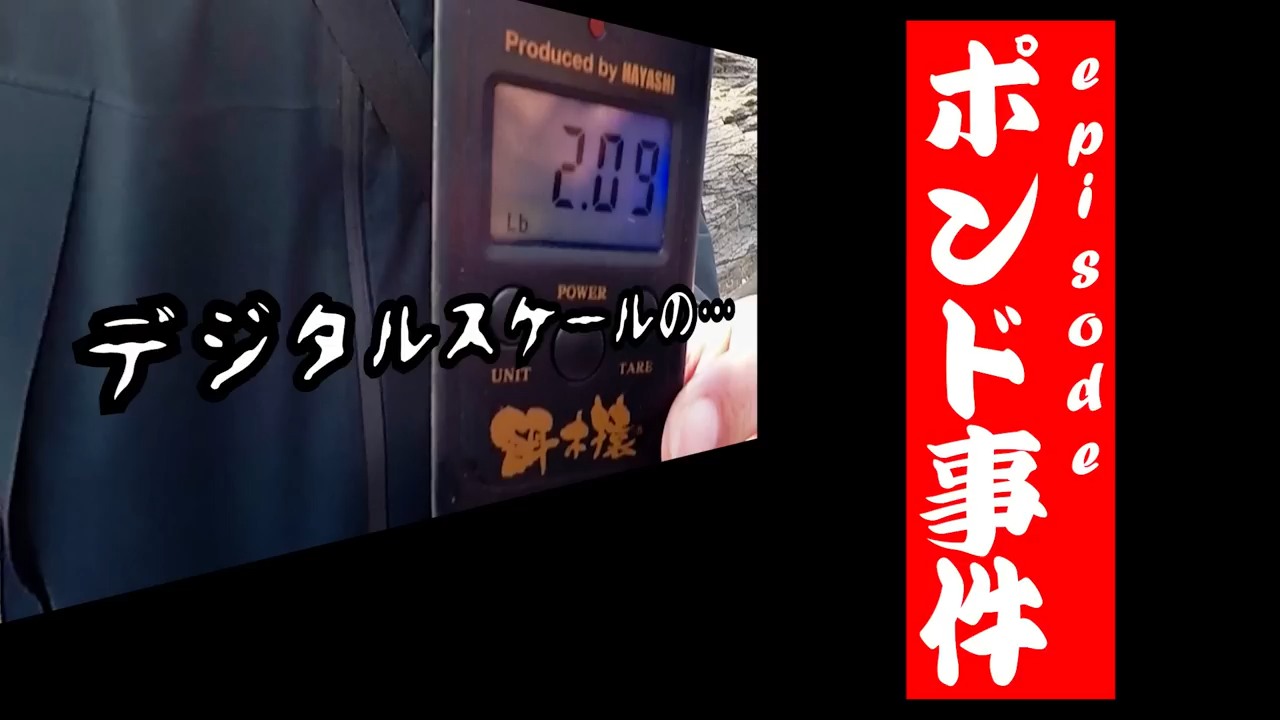 Produced by HAYASHI
2.09
Lb
POWER
デジタルスケールの…
UNIT
TARE
ポンド事件
episode